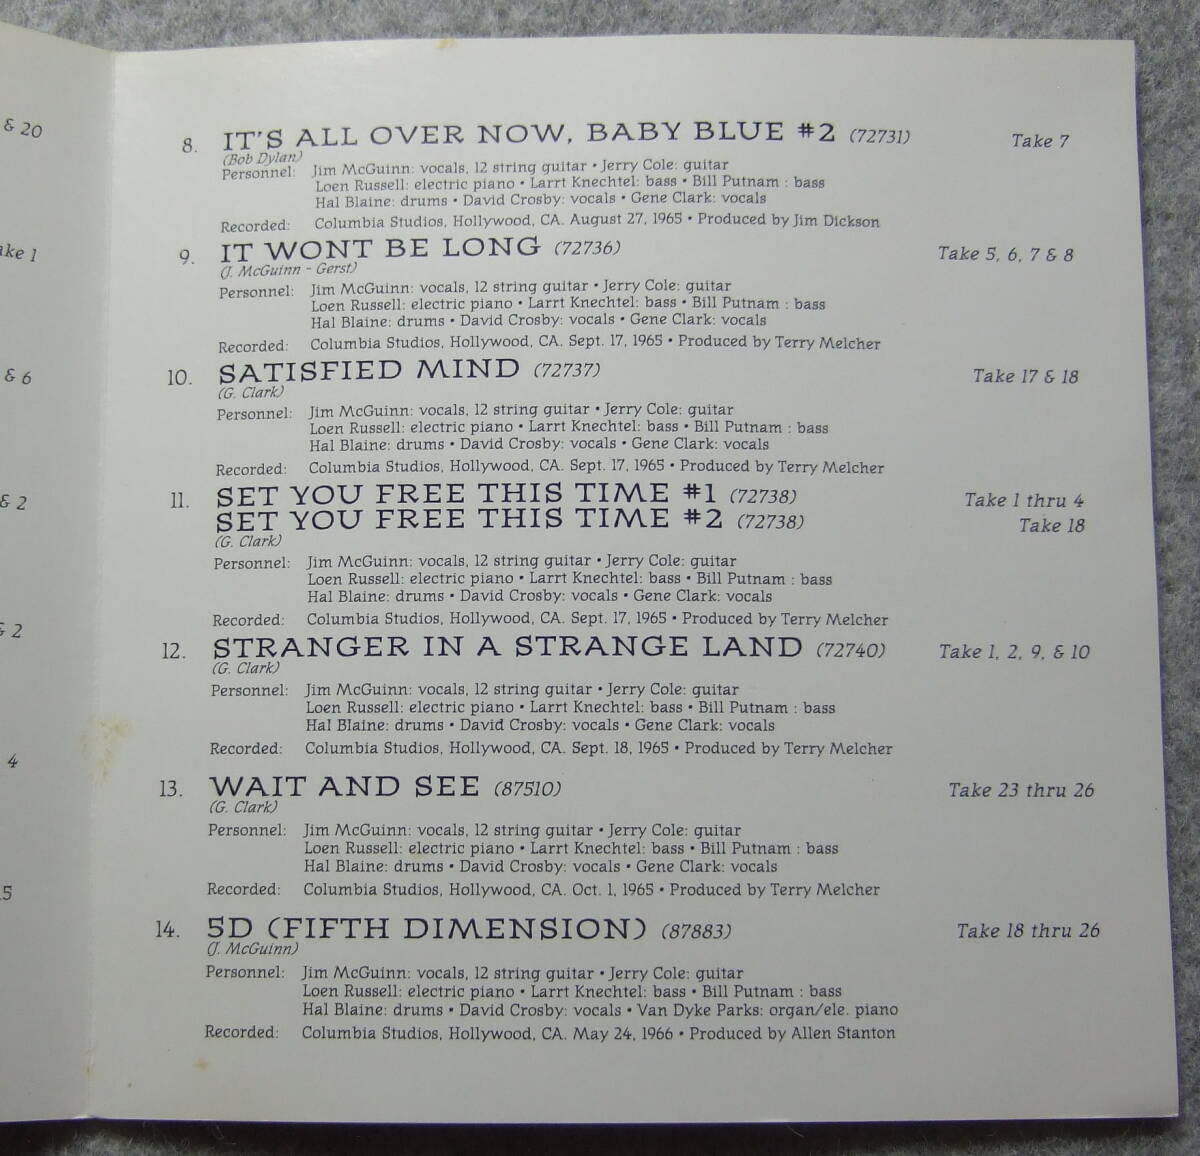 & 20
ke 1
& 6
& 2
& 2
4
5
8. IT'S ALL OVER NOW, BABY BLUE #2 (72731) Take 7
(Bob Dylan)
Personnel: Jim McGuinn: vocals, 12 string guitar • Jerry Cole: guitar
Loen Russell: electric piano • Larrt Knechtel: bass • Bill Putnam : bass
Hal Blaine: drums • David Crosby: vocals • Gene Clark: vocals
Recorded: Columbia Studios, Hollywood, CA. August 27, 1965 • Produced by Jim Dickson
9. IT WONT BE LONG (72736) Take 5, 6, 7 & 8
(J. McGuinn - Gerst)
Personnel: Jim McGuinn: vocals, 12 string guitar • Jerry Cole: guitar
Loen Russell: electric piano • Larrt Knechtel: bass • Bill Putnam : bass
Hal Blaine: drums • David Crosby: vocals • Gene Clark: vocals
Recorded: Columbia Studios, Hollywood, CA. Sept. 17, 1965 • Produced by Terry Melcher
10. SATISFIED MIND (72737) Take 17 & 18
(G. Clark)
Personnel: Jim McGuinn: vocals, 12 string guitar • Jerry Cole: guitar
Loen Russell: electric piano • Larrt Knechtel: bass • Bill Putnam : bass
Hal Blaine: drums • David Crosby: vocals • Gene Clark: vocals
Recorded: Columbia Studios, Hollywood, CA. Sept. 17, 1965 • Produced by Terry Melcher
11. SET YOU FREE THIS TIME #1 (72738) Take 1 thru 4
SET YOU FREE THIS TIME #2 (72738) Take 18
(G. Clark)
Personnel: Jim McGuinn: vocals, 12 string guitar • Jerry Cole: guitar
Loen Russell: electric piano • Larrt Knechtel: bass • Bill Putnam : bass
Hal Blaine: drums • David Crosby: vocals • Gene Clark: vocals
Recorded: Columbia Studios, Hollywood, CA. Sept. 17, 1965 • Produced by Terry Melcher
12. STRANGER IN A STRANGE LAND (72740) Take 1, 2, 9, & 10
(G. Clark)
Personnel: Jim McGuinn: vocals, 12 string guitar • Jerry Cole: guitar
Loen Russell: electric piano • Larrt Knechtel: bass • Bill Putnam : bass
Hal Blaine: drums • David Crosby: vocals • Gene Clark: vocals
Recorded: Columbia Studios, Hollywood, CA. Sept. 18, 1965 • Produced by Terry Melcher
13. WAIT AND SEE (87510) Take 23 thru 26
(G. Clark)
Personnel: Jim McGuinn: vocals, 12 string guitar • Jerry Cole: guitar
Loen Russell: electric piano • Larrt Knechtel: bass • Bill Putnam : bass
Hal Blaine: drums • David Crosby: vocals • Gene Clark: vocals
Recorded: Columbia Studios, Hollywood, CA. Oct. 1, 1965 • Produced by Terry Melcher
14. 5D (FIFTH DIMENSION) (87883) Take 18 thru 26
(J. McGuinn)
Personnel: Jim McGuinn: vocals, 12 string guitar • Jerry Cole: guitar
Loen Russell: electric piano • Larrt Knechtel: bass • Bill Putnam : bass
Hal Blaine: drums • David Crosby: vocals • Van Dyke Parks: organ/ele. piano
Recorded: Columbia Studios, Hollywood, CA. May 24, 1966 • Produced by Allen Stanton